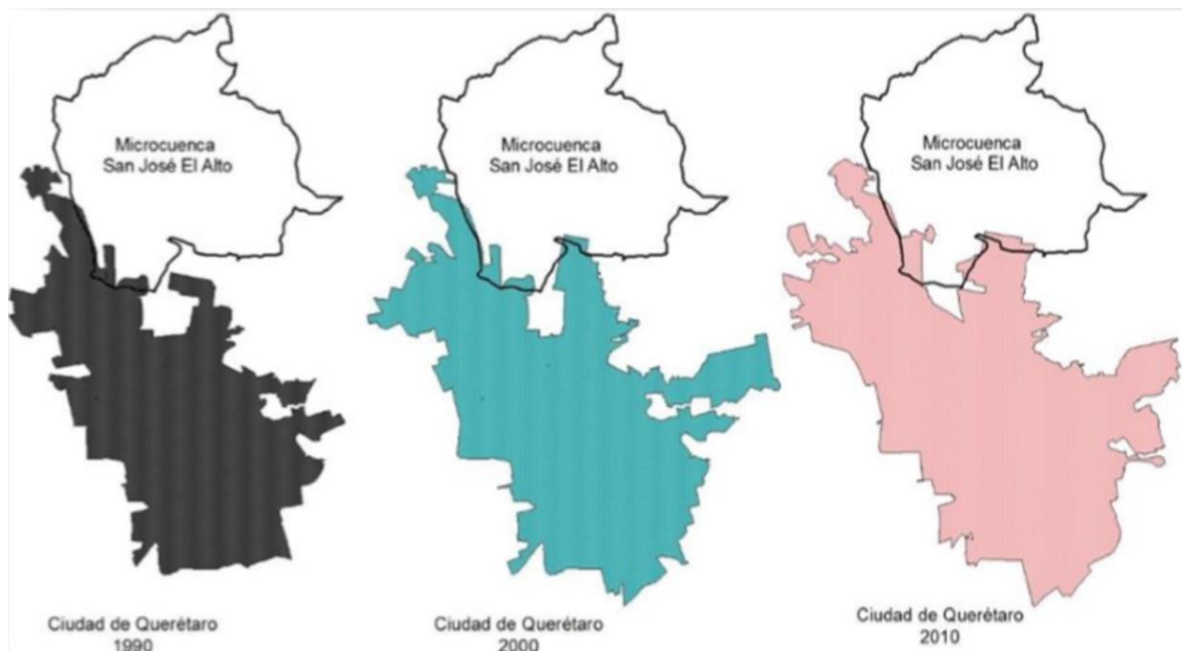 Microcuenca
San José El Alto
Microcuenca
San José El Alto
Microcuenca
San José El Alto
Ciudad de Querétaro
1990
Ciudad de Querétaro
2000
Ciudad de Querétaro
2010